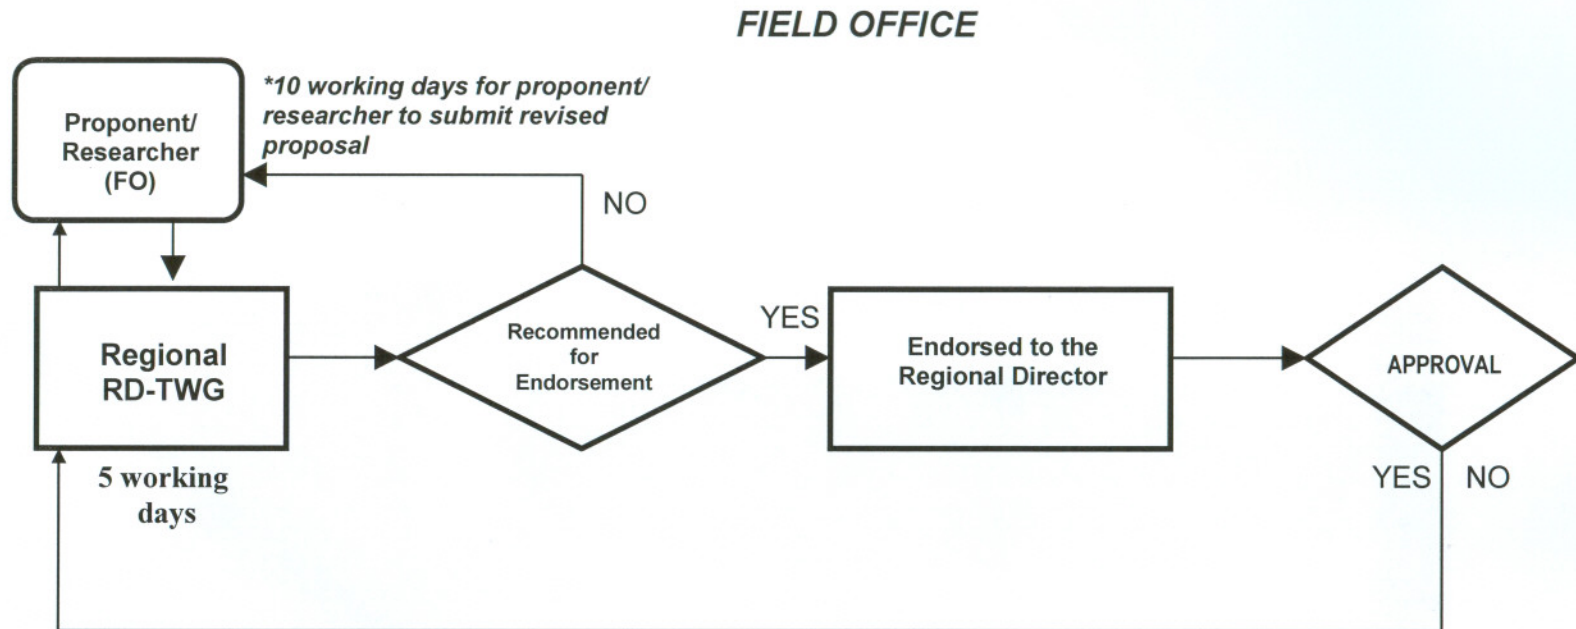 FIELD OFFICE
*10 working days for proponent/
researcher to submit revised
proposal
Proponent/
Researcher
(FO)
NO
Regional
RD-TWG
5 working
days
Recommended
for
Endorsement
YES
Endorsed to the
Regional Director
APPROVAL
YES
NO